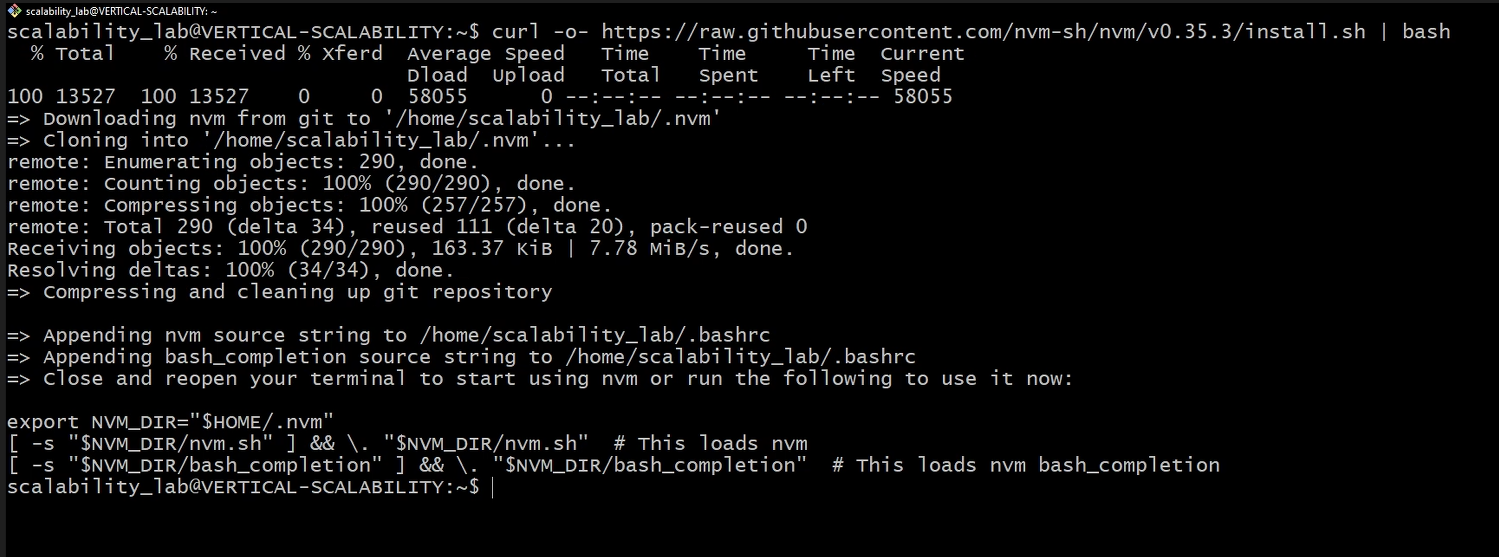 scalability_lab@VERTICAL-SCALABILITY: ~
scalability_lab@VERTICAL-SCALABILITY:~$ curl -o- https://raw.githubusercontent.com/nvm-sh/nvm/v0.35.3/install.sh | bash
  % Total    % Received % Xferd  Average Speed   Time    Time     Time  Current
                                 Dload  Upload   Total   Spent    Left  Speed
100 13527  100 13527    0     0  58055      0 --:--:-- --:--:-- --:--:-- 58055
=> Downloading nvm from git to '/home/scalability_lab/.nvm'
=> Cloning into '/home/scalability_lab/.nvm'...
remote: Enumerating objects: 290, done.
remote: Counting objects: 100% (290/290), done.
remote: Compressing objects: 100% (257/257), done.
remote: Total 290 (delta 34), reused 111 (delta 20), pack-reused 0
Receiving objects: 100% (290/290), 163.37 KiB | 7.78 MiB/s, done.
Resolving deltas: 100% (34/34), done.
=> Compressing and cleaning up git repository
=> Appending nvm source string to /home/scalability_lab/.bashrc
=> Appending bash_completion source string to /home/scalability_lab/.bashrc
=> Close and reopen your terminal to start using nvm or run the following to use it now:
export NVM_DIR="$HOME/.nvm"
[ -s "$NVM_DIR/nvm.sh" ] && \. "$NVM_DIR/nvm.sh"  # This loads nvm
[ -s "$NVM_DIR/bash_completion" ] && \. "$NVM_DIR/bash_completion"  # This loads nvm bash_completion
scalability_lab@VERTICAL-SCALABILITY:~$